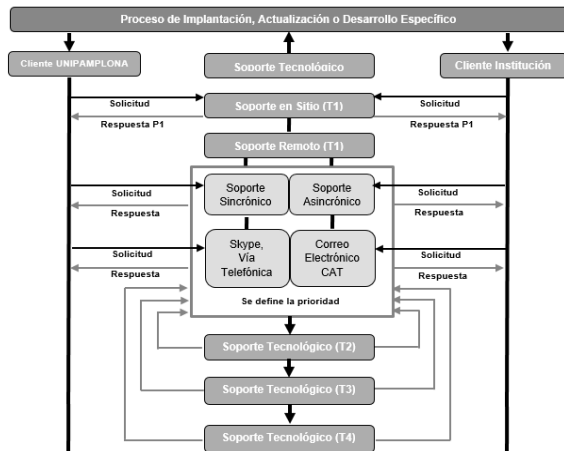 Proceso de Implantación, Actualización o Desarrollo Específico
Cliente UNIPAMPLONA
Soporte Tecnológico
Cliente Institución
Solicitud
Soporte en Sitio (T1)
Solicitud
Respuesta P1
Respuesta P1
Soporte Remoto (T1)
Solicitud
Soporte
Sincrónico
Soporte
Asincrónico
Solicitud
Respuesta
Respuesta
Solicitud
Skype,
Vía
Telefónica
Correo
Electrónico
CAT
Solicitud
Respuesta
Respuesta
Se define la prioridad
Soporte Tecnológico (T2)
Soporte Tecnológico (T3)
Soporte Tecnológico (T4)